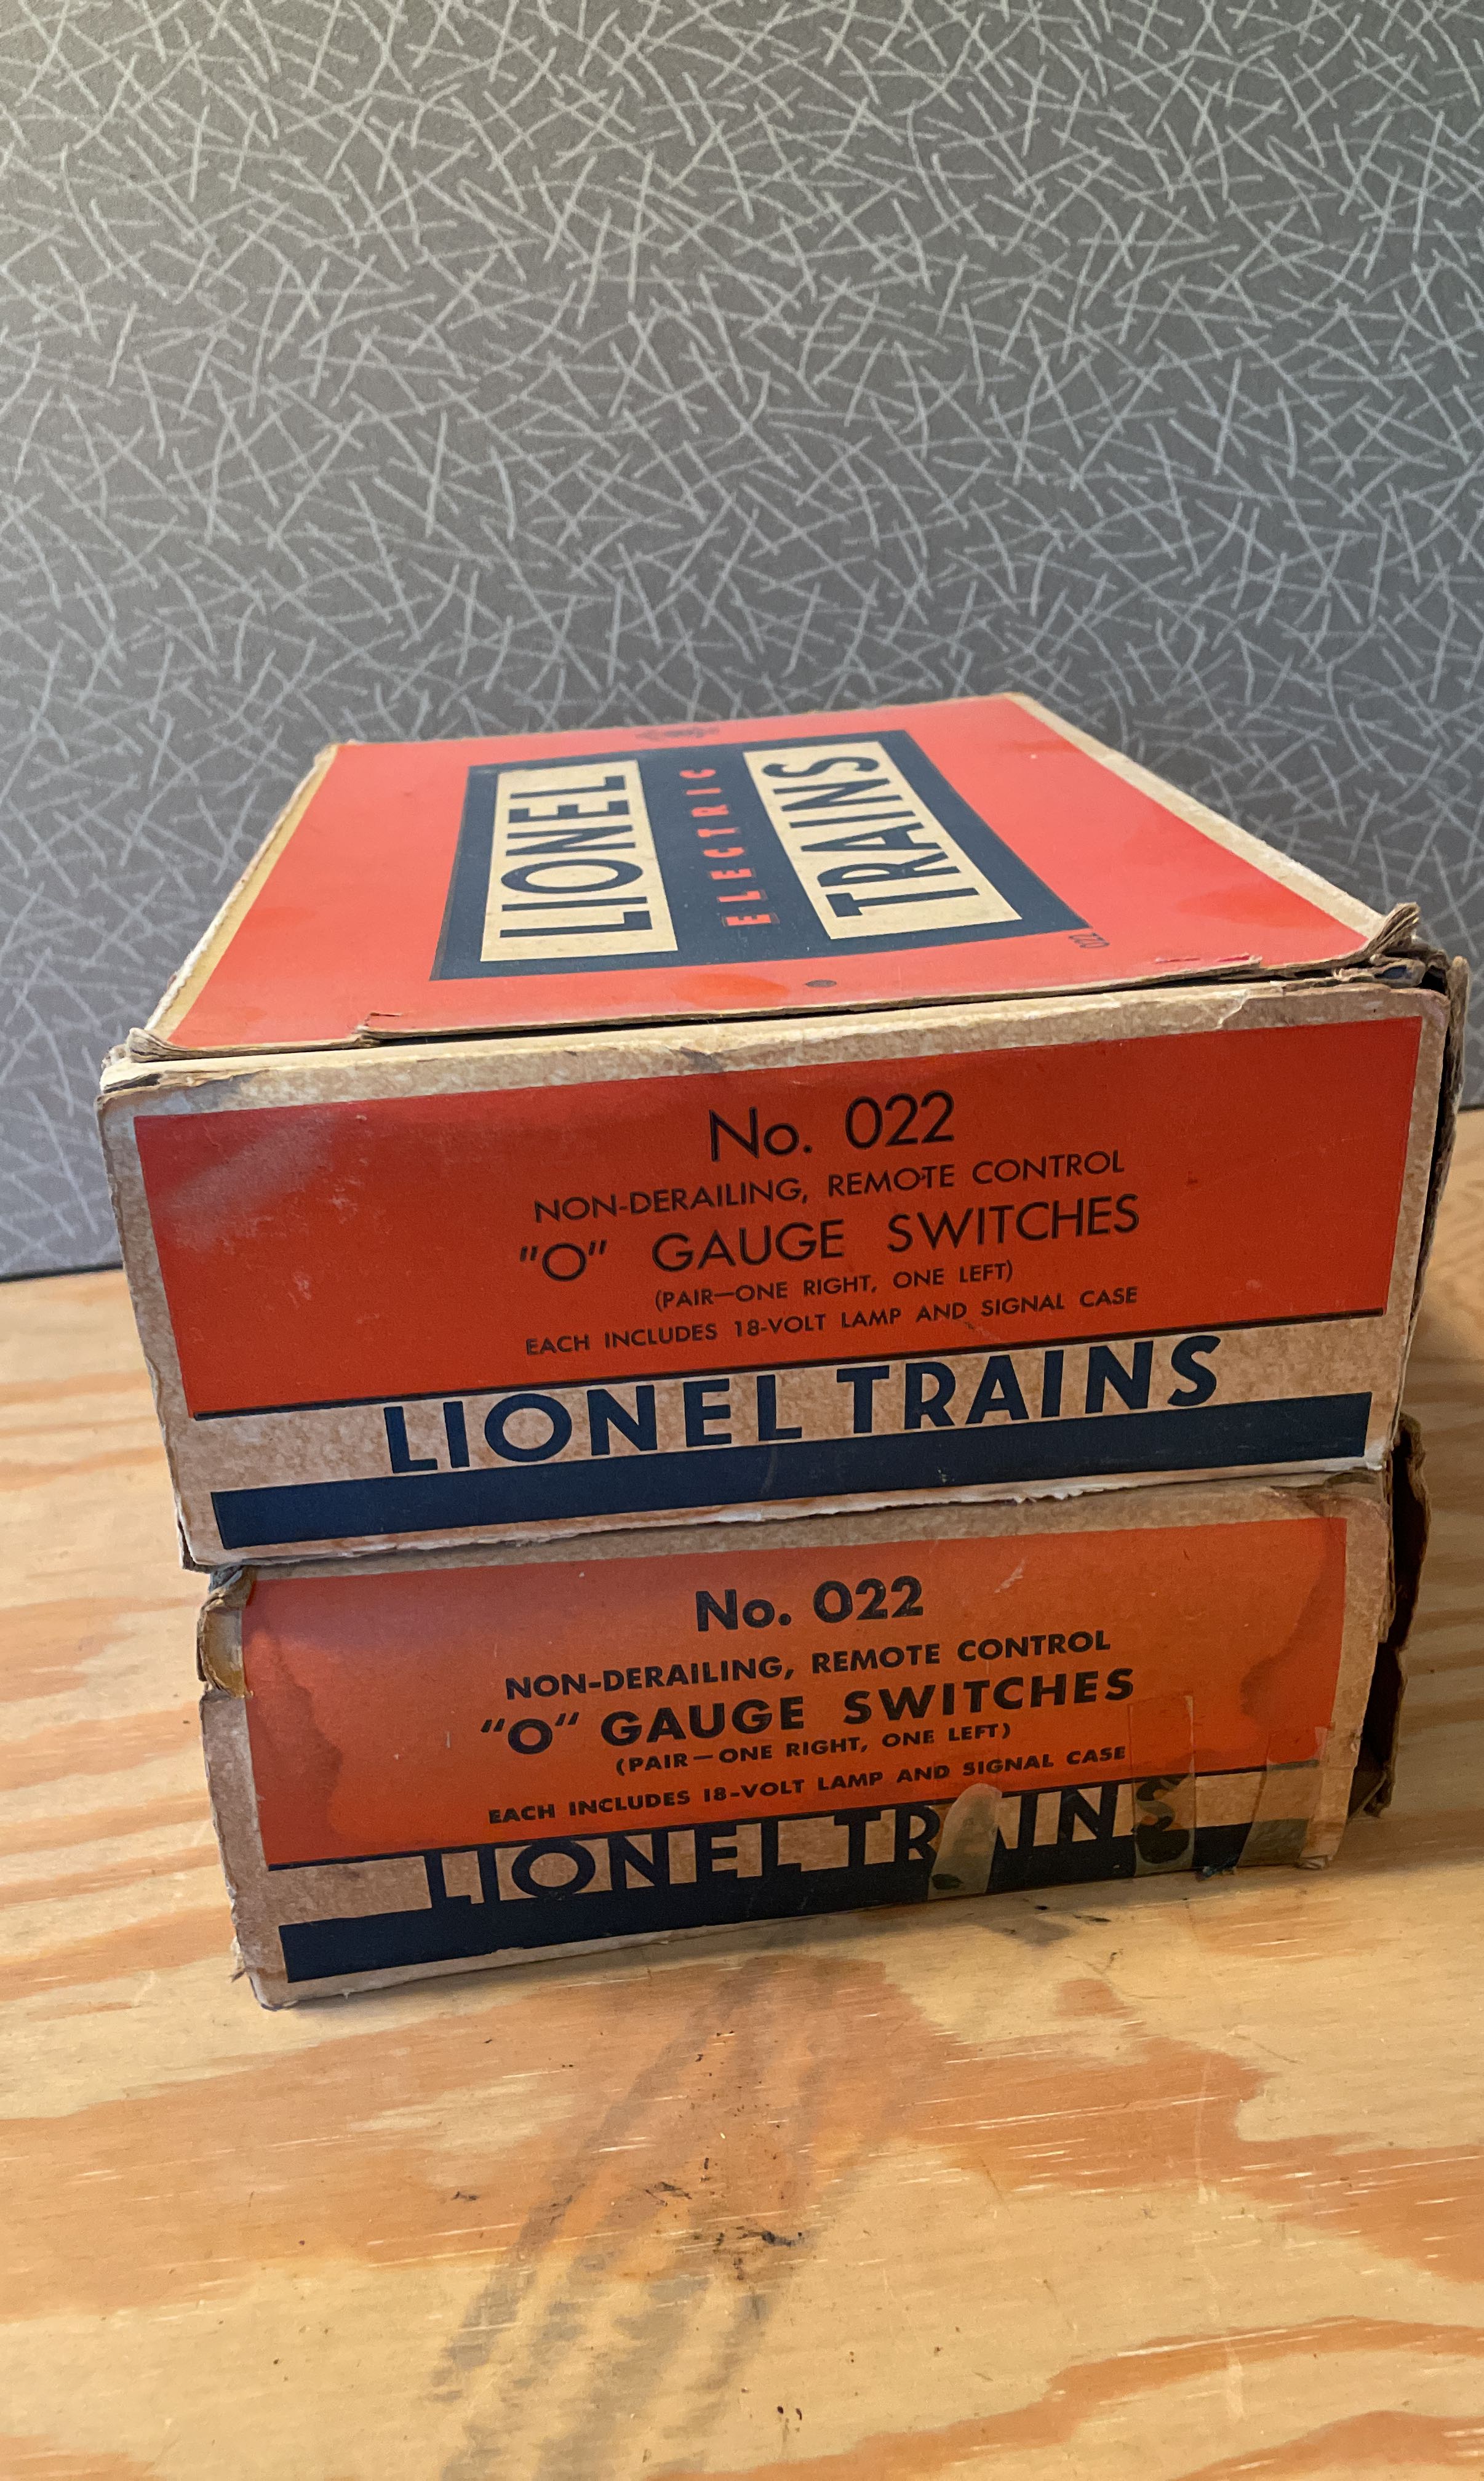 LIONEL
ELECTRIC
TRAINS
022
No. 022
NON-DERAILING, REMOTE CONTROL
"O" GAUGE SWITCHES
(PAIR—ONE RIGHT, ONE LEFT)
EACH INCLUDES 18-VOLT LAMP AND SIGNAL CASE
LIONEL TRAINS
No. 022
NON-DERAILING, REMOTE CONTROL
"O" GAUGE SWITCHES
(PAIR—ONE RIGHT, ONE LEFT)
EACH INCLUDES 18-VOLT LAMP AND SIGNAL CASE
LIONEL TRAINS